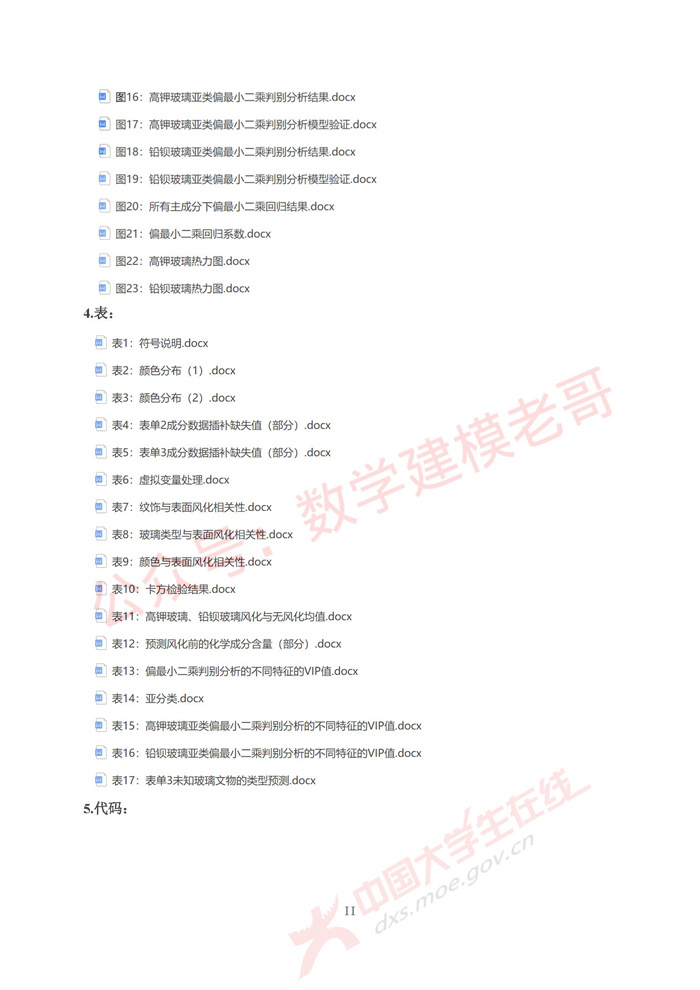 图16：高钾玻璃亚类偏最小二乘判别分析结果.docx
图17：高钾玻璃亚类偏最小二乘判别分析模型验证.docx
图18：铅钡玻璃亚类偏最小二乘判别分析结果.docx
图19：铅钡玻璃亚类偏最小二乘判别分析模型验证.docx
图20：所有主成分下偏最小二乘回归结果.docx
图21：偏最小二乘回归系数.docx
图22：高钾玻璃热力图.docx
图23：铅钡玻璃热力图.docx
4.表：
表1：符号说明.docx
表2：颜色分布（1）.docx
表3：颜色分布（2）.docx
表4：表单2成分数据插补缺失值（部分）.docx
表5：表单3成分数据插补缺失值（部分）.docx
表6：虚拟变量处理.docx
表7：纹饰与表面风化相关性.docx
表8：玻璃类型与表面风化相关性.docx
表9：颜色与表面风化相关性.docx
表10：卡方检验结果.docx
表11：高钾玻璃、铅钡玻璃风化与无风化均值.docx
表12：预测风化前的化学成分含量（部分）.docx
表13：偏最小二乘判别分析的不同特征的VIP值.docx
表14：亚分类.docx
表15：高钾玻璃亚类偏最小二乘判别分析的不同特征的VIP值.docx
表16：铅钡玻璃亚类偏最小二乘判别分析的不同特征的VIP值.docx
表17：表单3未知玻璃文物的类型预测.docx
5.代码：
公众号：数学建模老哥
中国大学生在线
dxs.moe.gov.cn
II